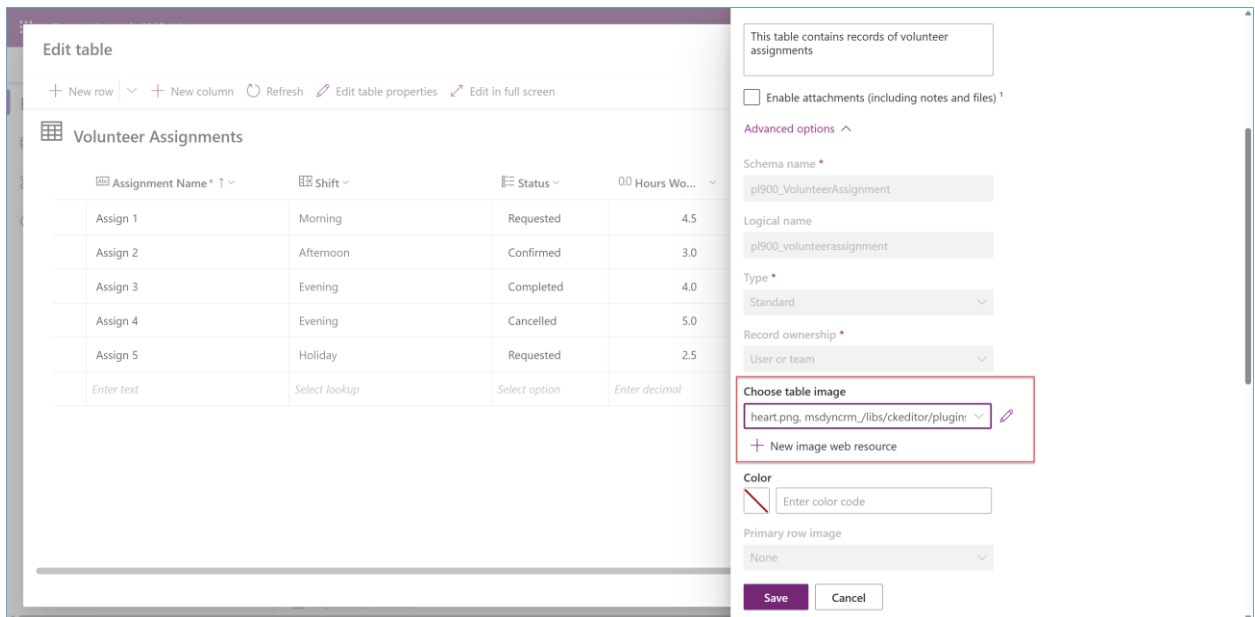 Edit table
New row
New column
Refresh
Edit table properties
Edit in full screen
Volunteer Assignments
Abc Assignment Name* ↑ Shift Status 0.0 Hours Wo...
Assign 1 Morning Requested 4.5
Assign 2 Afternoon Confirmed 3.0
Assign 3 Evening Completed 4.0
Assign 4 Evening Cancelled 5.0
Assign 5 Holiday Requested 2.5
Enter text Select lookup Select option Enter decimal
This table contains records of volunteer
assignments
Enable attachments (including notes and files) ¹
Advanced options
Schema name *
pl900_VolunteerAssignment
Logical name
pl900_volunteerassignment
Type *
Standard
Record ownership *
User or team
Choose table image
heart.png, msdyncrm_/libs/ckeditor/plugins
New image web resource
Color
Enter color code
Primary row image
None
Save Cancel